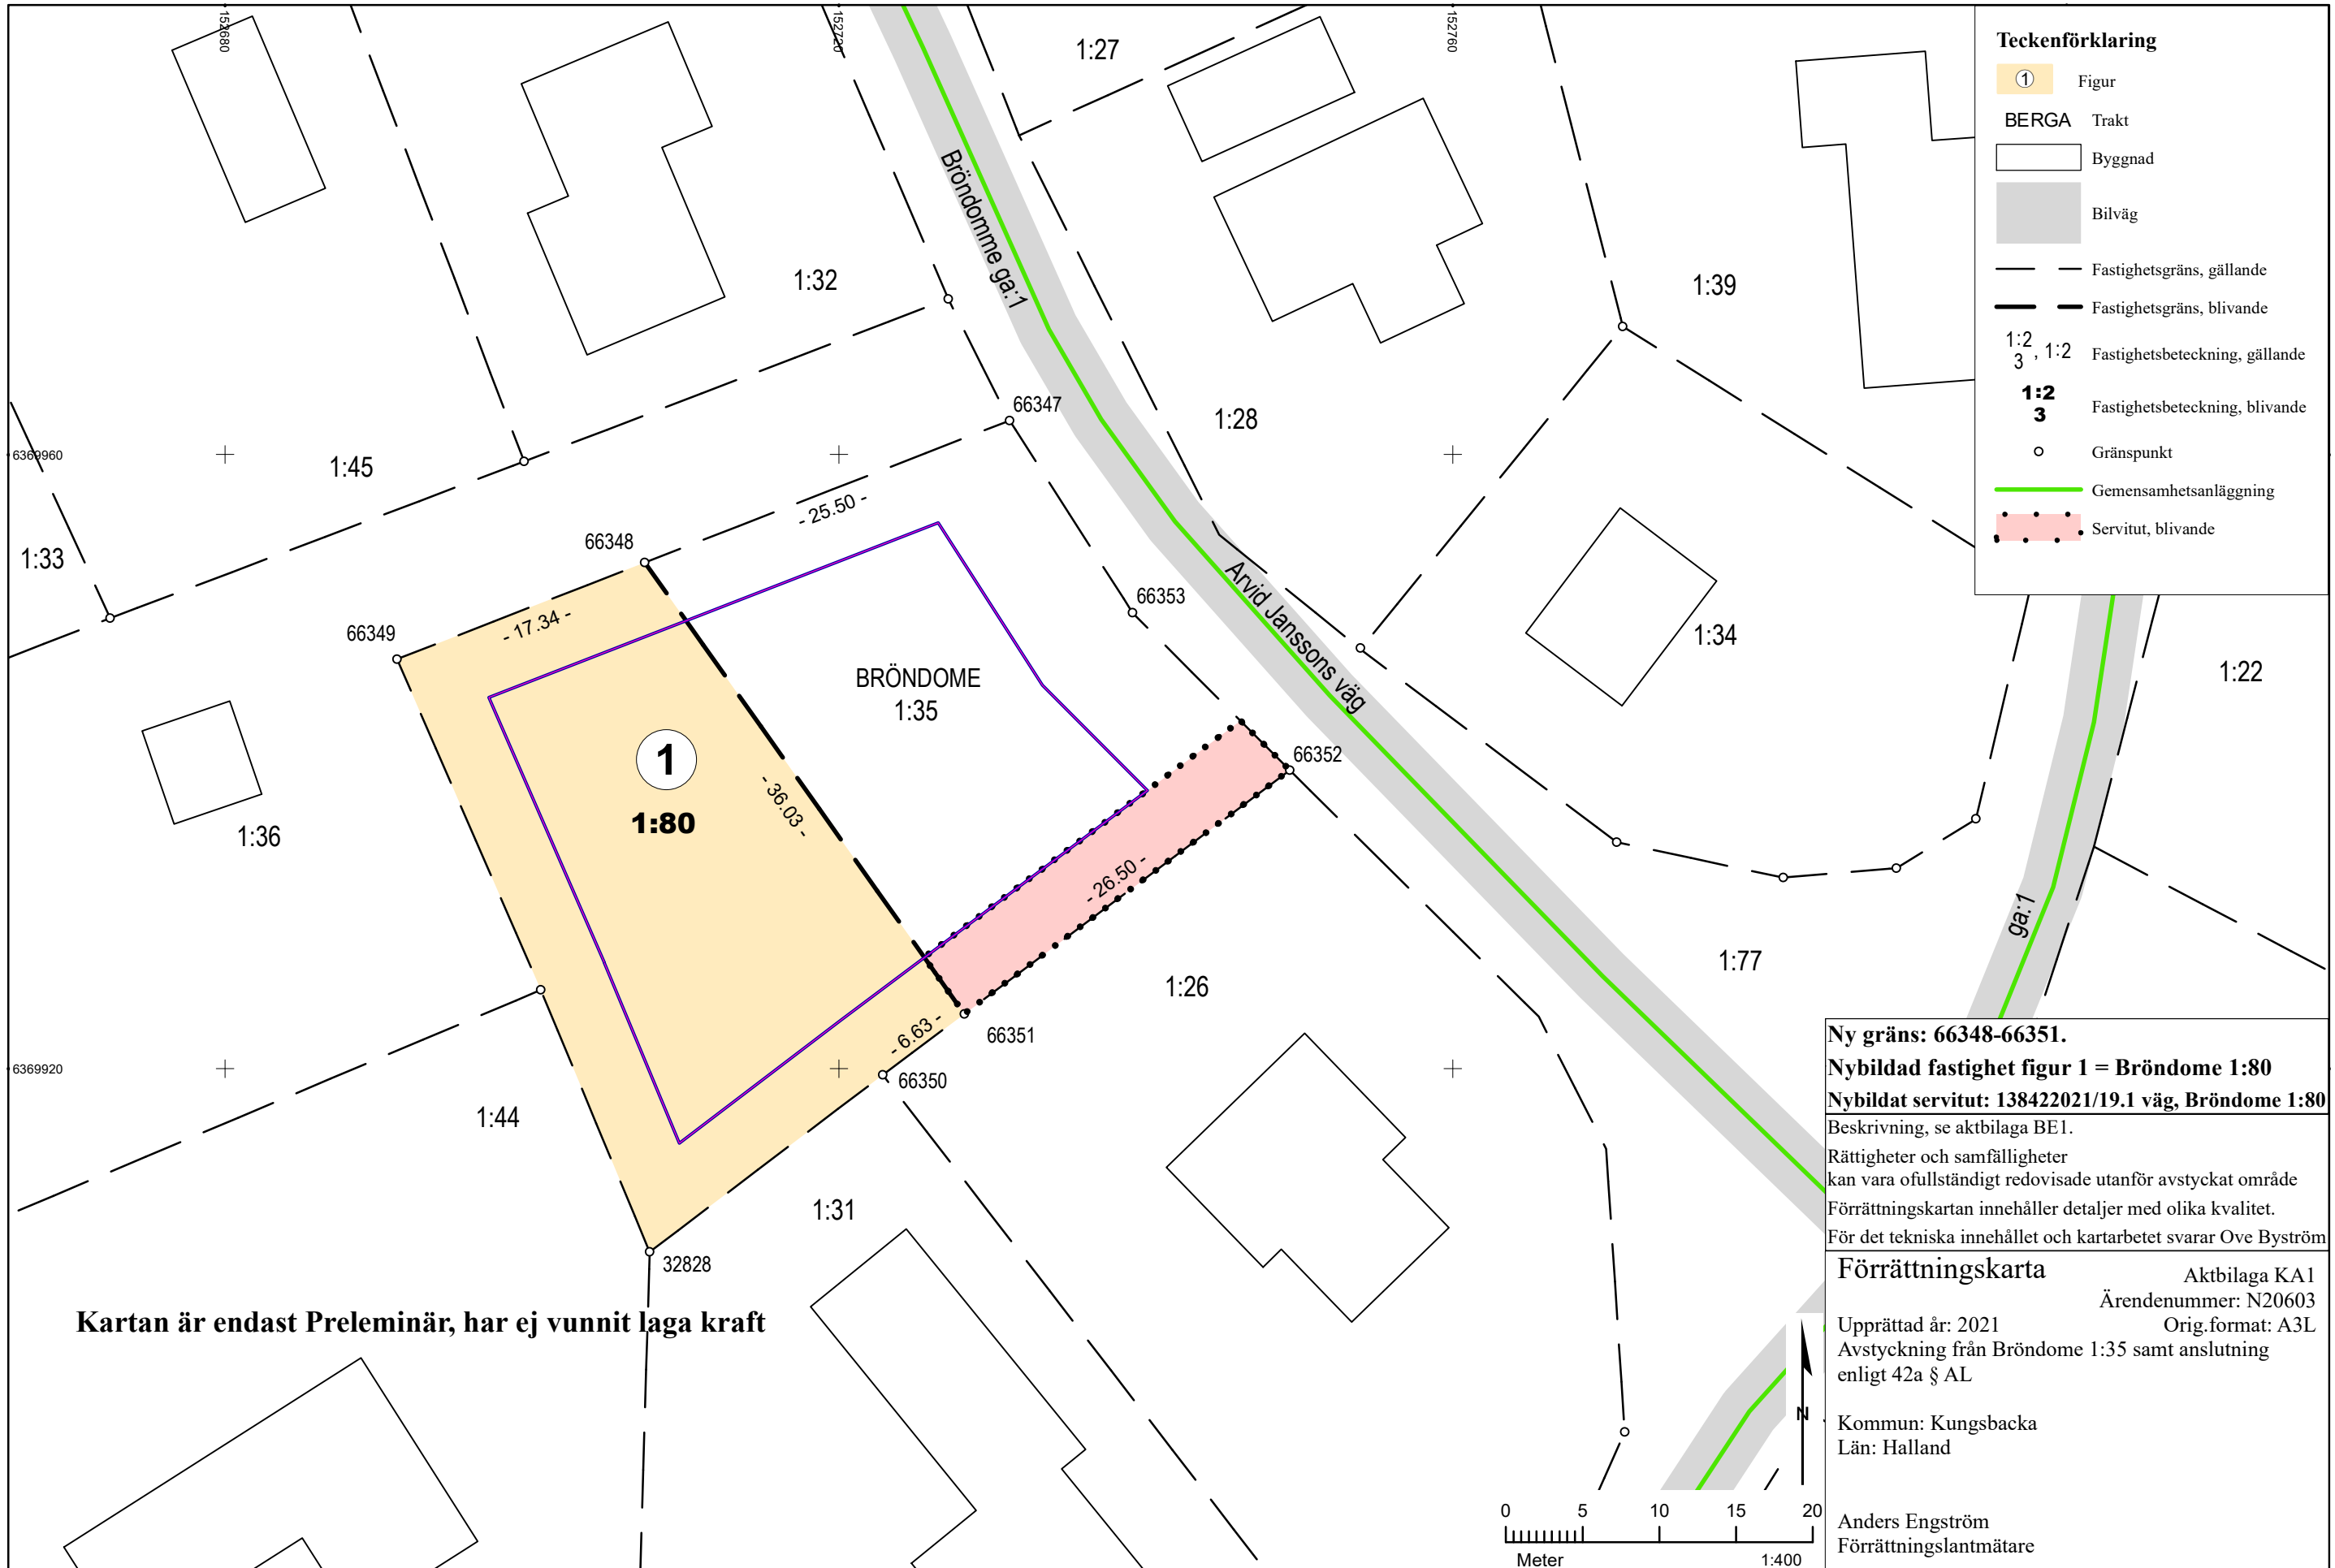 152680
152720
152760
1:27
Teckenförklaring
1 Figur
BERGA Trakt
Byggnad
Bilväg
Fastighetsgräns, gällande
Fastighetsgräns, blivande
1:2
3 , 1:2 Fastighetsbeteckning, gällande
1:2
3 Fastighetsbeteckning, blivande
Gränspunkt
Gemensamhetsanläggning
Servitut, blivande
Bröndomme ga:1
1:32
1:39
66347
1:28
6369960
1:45
- 25.50 -
66348
1:33
66353
Arvid Janssons väg
- 17.34 -
66349
1:34
1:22
BRÖNDOME
1:35
66352
1
- 36.03 -
1:80
1:36
- 26.50 -
ga:1
1:77
1:26
- 6.63 -
66351
6369920
66350
1:44
1:31
32828
Kartan är endast Preleminär, har ej vunnit laga kraft
Ny gräns: 66348-66351.
Nybildad fastighet figur 1 = Bröndome 1:80
Nybildat servitut: 138422021/19.1 väg, Bröndome 1:80
Beskrivning, se aktbilaga BE1.
Rättigheter och samfälligheter
kan vara ofullständigt redovisade utanför avstyckat område
Förrättningskartan innehåller detaljer med olika kvalitet.
För det tekniska innehållet och kartarbetet svarar Ove Byström
Förrättningskarta
Aktbilaga KA1
Ärendenummer: N20603
Upprättad år: 2021 Orig.format: A3L
Avstyckning från Bröndome 1:35 samt anslutning
enligt 42a § AL
N
Kommun: Kungsbacka
Län: Halland
0 5 10 15 20
Meter 1:400
Anders Engström
Förrättningslantmätare